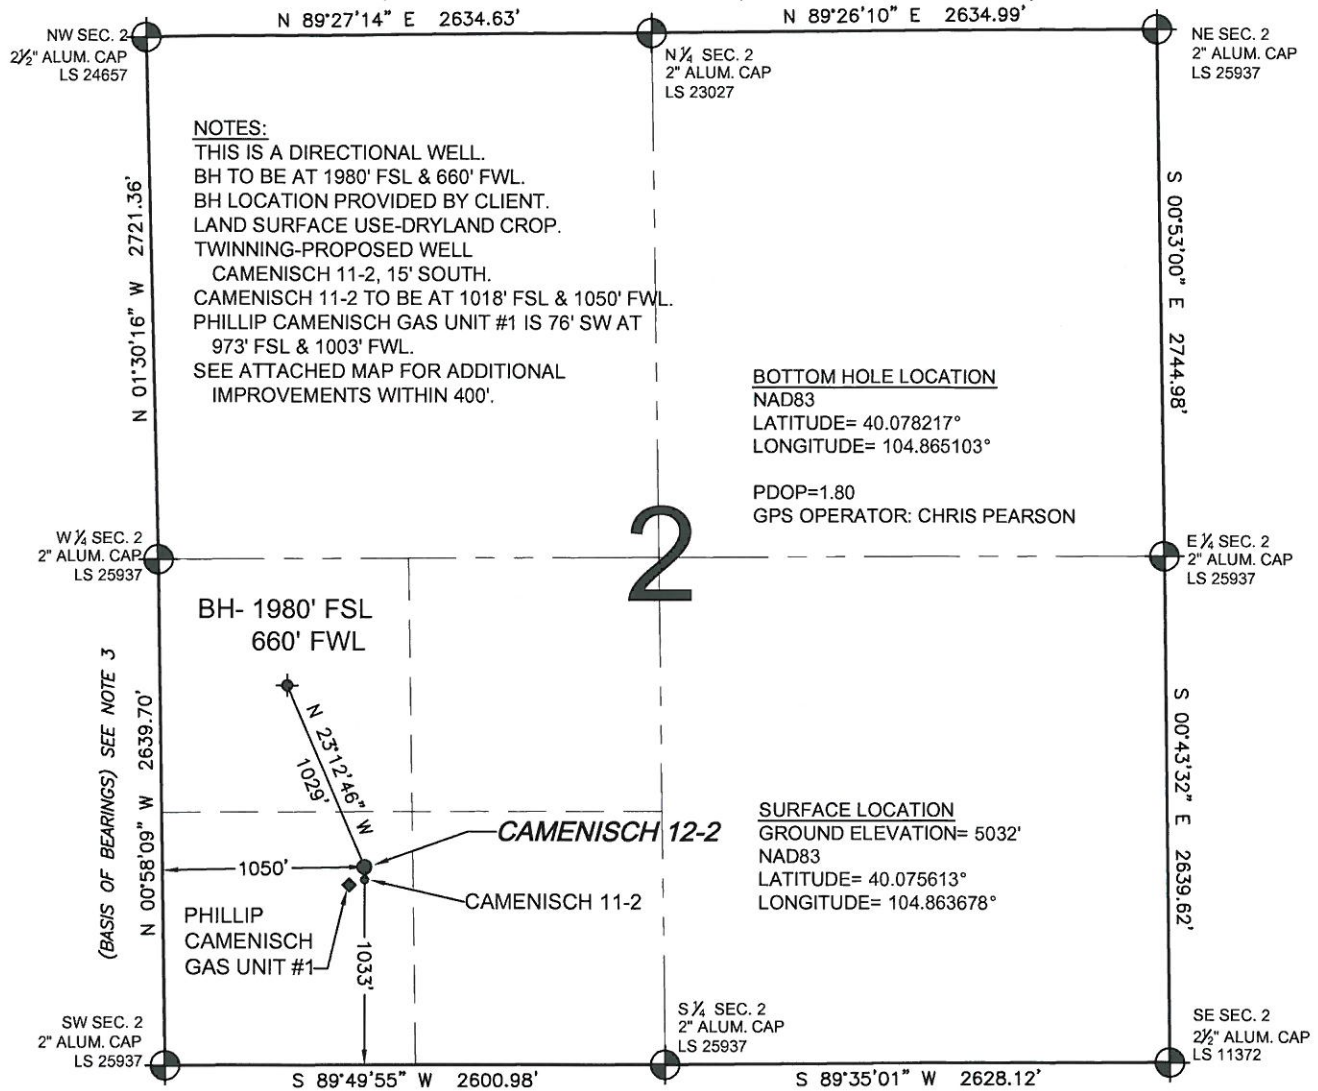 N 89°27'14" E 2634.63'
N 89°26'10" E 2634.99'
NW SEC. 2
2½" ALUM. CAP
LS 24657
N ¼ SEC. 2
2" ALUM. CAP
LS 23027
NE SEC. 2
2" ALUM. CAP
LS 25937
NOTES:
THIS IS A DIRECTIONAL WELL.
BH TO BE AT 1980' FSL & 660' FWL.
BH LOCATION PROVIDED BY CLIENT.
LAND SURFACE USE-DRYLAND CROP.
TWINNING-PROPOSED WELL
CAMENISCH 11-2, 15' SOUTH.
CAMENISCH 11-2 TO BE AT 1018' FSL & 1050' FWL.
PHILLIP CAMENISCH GAS UNIT #1 IS 76' SW AT
973' FSL & 1003' FWL.
SEE ATTACHED MAP FOR ADDITIONAL
IMPROVEMENTS WITHIN 400'.
N 01°30'16" W 2721.36'
S 00°53'00" E 2744.98'
BOTTOM HOLE LOCATION
NAD83
LATITUDE= 40.078217°
LONGITUDE= 104.865103°
PDOP=1.80
GPS OPERATOR: CHRIS PEARSON
2
W ¼ SEC. 2
2" ALUM. CAP
LS 25937
E ¼ SEC. 2
2" ALUM. CAP
LS 25937
BH- 1980' FSL
660' FWL
(BASIS OF BEARINGS) SEE NOTE 3
N 00°58'09" W 2639.70'
N 23°12'46" W
1029'
S 00°43'32" E 2639.62'
CAMENISCH 12-2
1050'
CAMENISCH 11-2
SURFACE LOCATION
GROUND ELEVATION= 5032'
NAD83
LATITUDE= 40.075613°
LONGITUDE= 104.863678°
PHILLIP
CAMENISCH
GAS UNIT #1
1033'
SW SEC. 2
2" ALUM. CAP
LS 25937
S ¼ SEC. 2
2" ALUM. CAP
LS 25937
SE SEC. 2
2½" ALUM. CAP
LS 11372
S 89°49'55" W 2600.98'
S 89°35'01" W 2628.12'